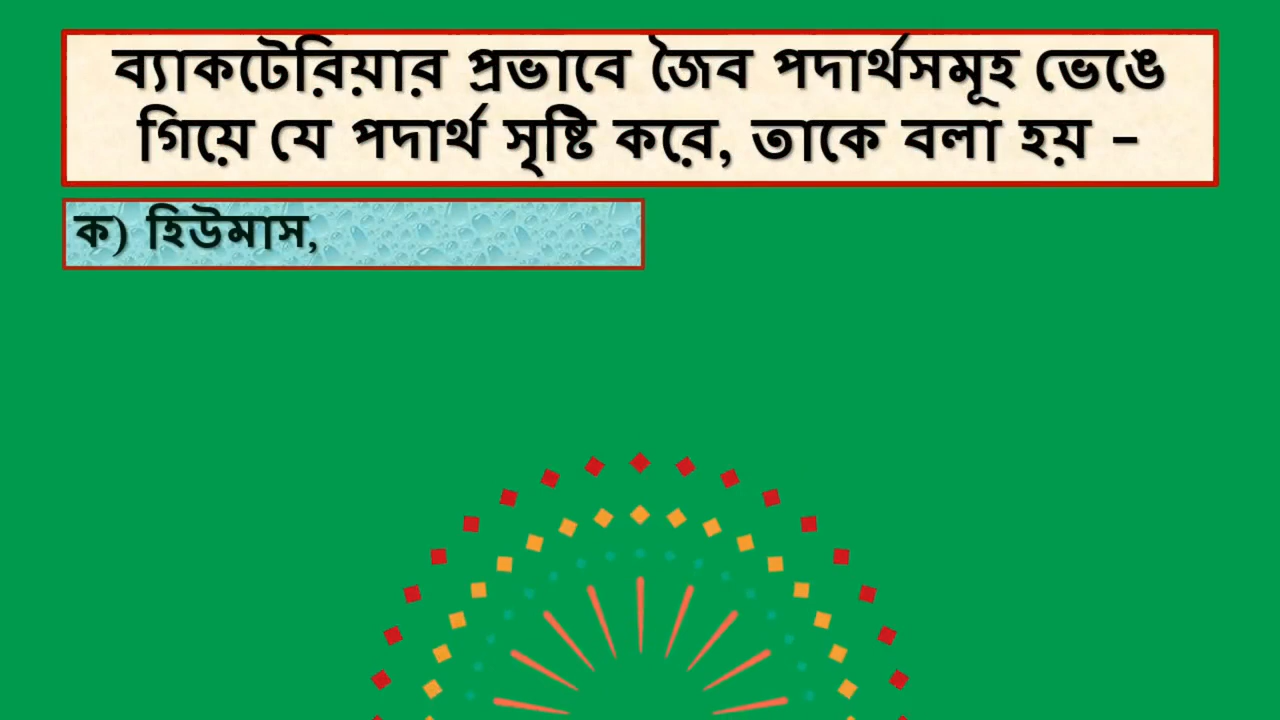 ব্যাকটেরিয়ার প্রভাবে জৈব পদার্থসমূহ ভেঙে
গিয়ে যে পদার্থ সৃষ্টি করে, তাকে বলা হয় –
ক) হিউমাস,